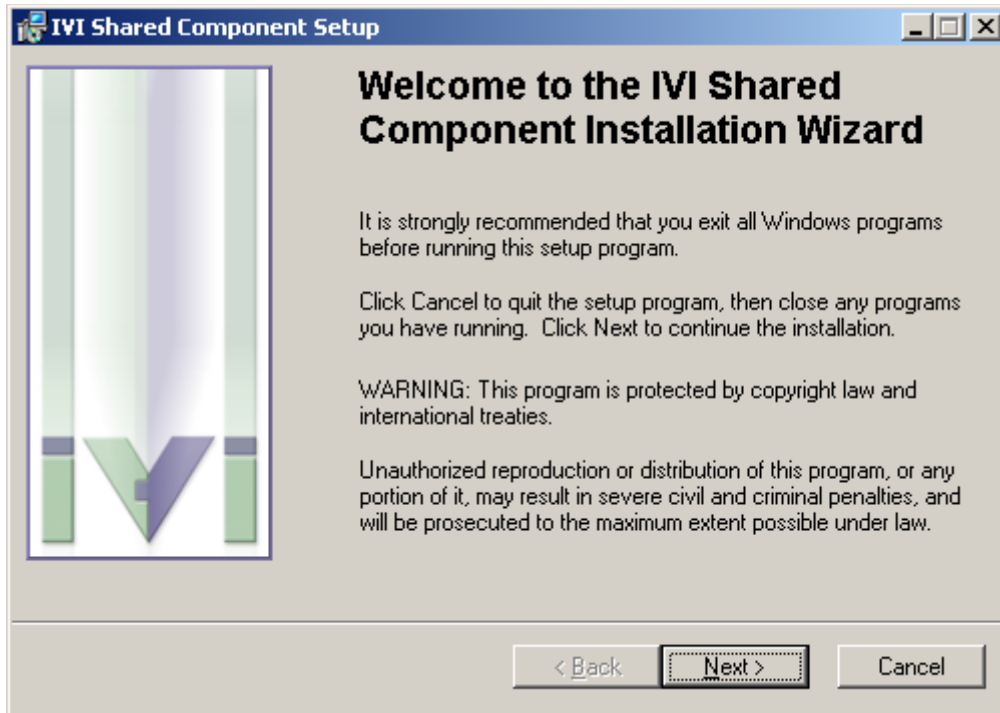 IVI Shared Component Setup
Welcome to the IVI Shared
Component Installation Wizard
It is strongly recommended that you exit all Windows programs
before running this setup program.
Click Cancel to quit the setup program, then close any programs
you have running.  Click Next to continue the installation.
WARNING: This program is protected by copyright law and
international treaties.
Unauthorized reproduction or distribution of this program, or any
portion of it, may result in severe civil and criminal penalties, and
will be prosecuted to the maximum extent possible under law.
iVi
< Back
Next >
Cancel